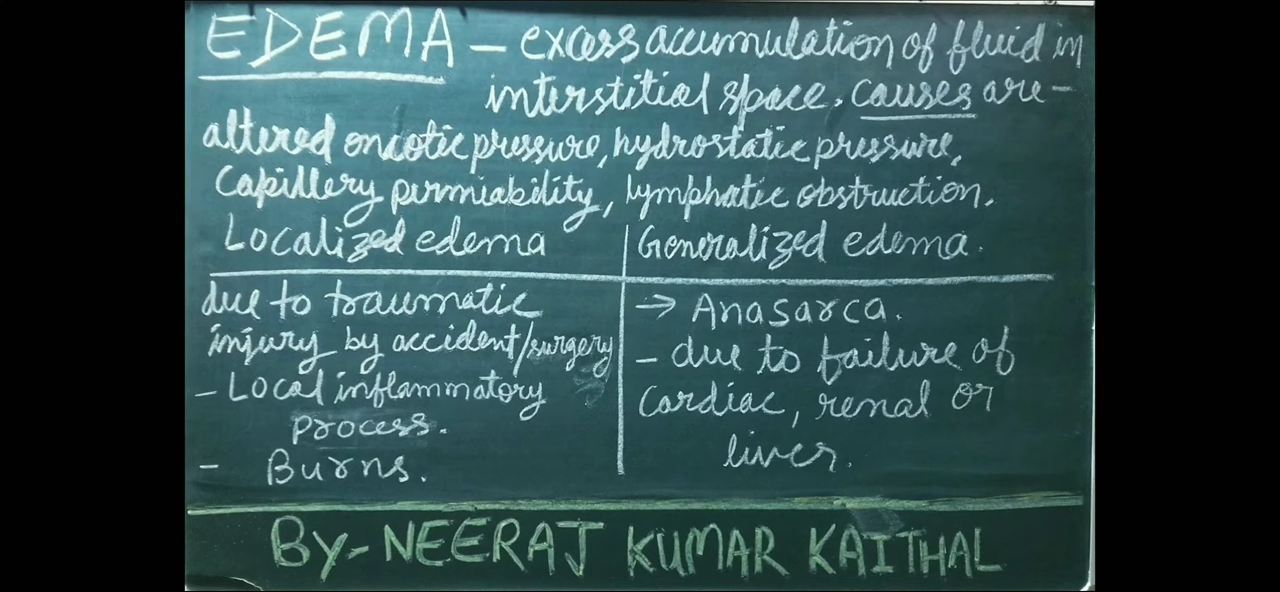 EDEMA – excess accumulation of fluid in
interstitial space. causes are–
altered oncotic pressure, hydrostatic pressure,
Capillery permiability, lymphatic obstruction.
Localized edema
due to traumatic
injury by accident/surgery
– Local inflammatory
process.
– Burns.
Generalized edema.
→ Anasarca.
– due to failure of
Cardiac, renal or
liver.
By- NEERAJ KUMAR KAITHAL